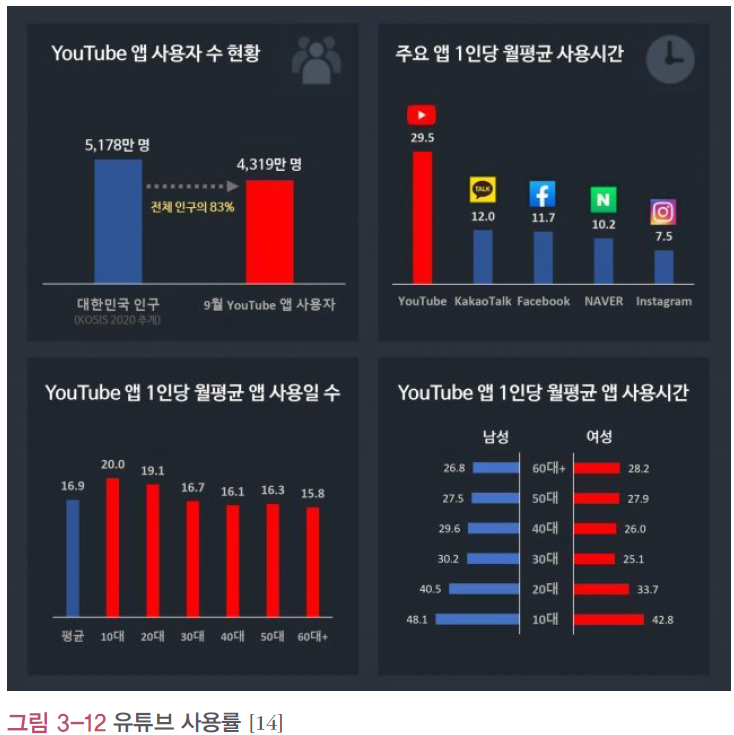 YouTube 앱 사용자 수 현황
5,178만 명
4,319만 명
전체 인구의 83%
대한민국 인구
(KOSIS 2020 추계)
9월 YouTube 앱 사용자
주요 앱 1인당 월평균 사용시간
29.5
TALK
12.0
11.7
N
10.2
7.5
YouTube KakaoTalk Facebook NAVER Instagram
YouTube 앱 1인당 월평균 앱 사용일 수
16.9 20.0 19.1 16.7 16.1 16.3 15.8
평균 10대 20대 30대 40대 50대 60대+
YouTube 앱 1인당 월평균 앱 사용시간
남성 여성
26.8 60대+ 28.2
27.5 50대 27.9
29.6 40대 26.0
30.2 30대 25.1
40.5 20대 33.7
48.1 10대 42.8
그림 3-12 유튜브 사용률 [14]